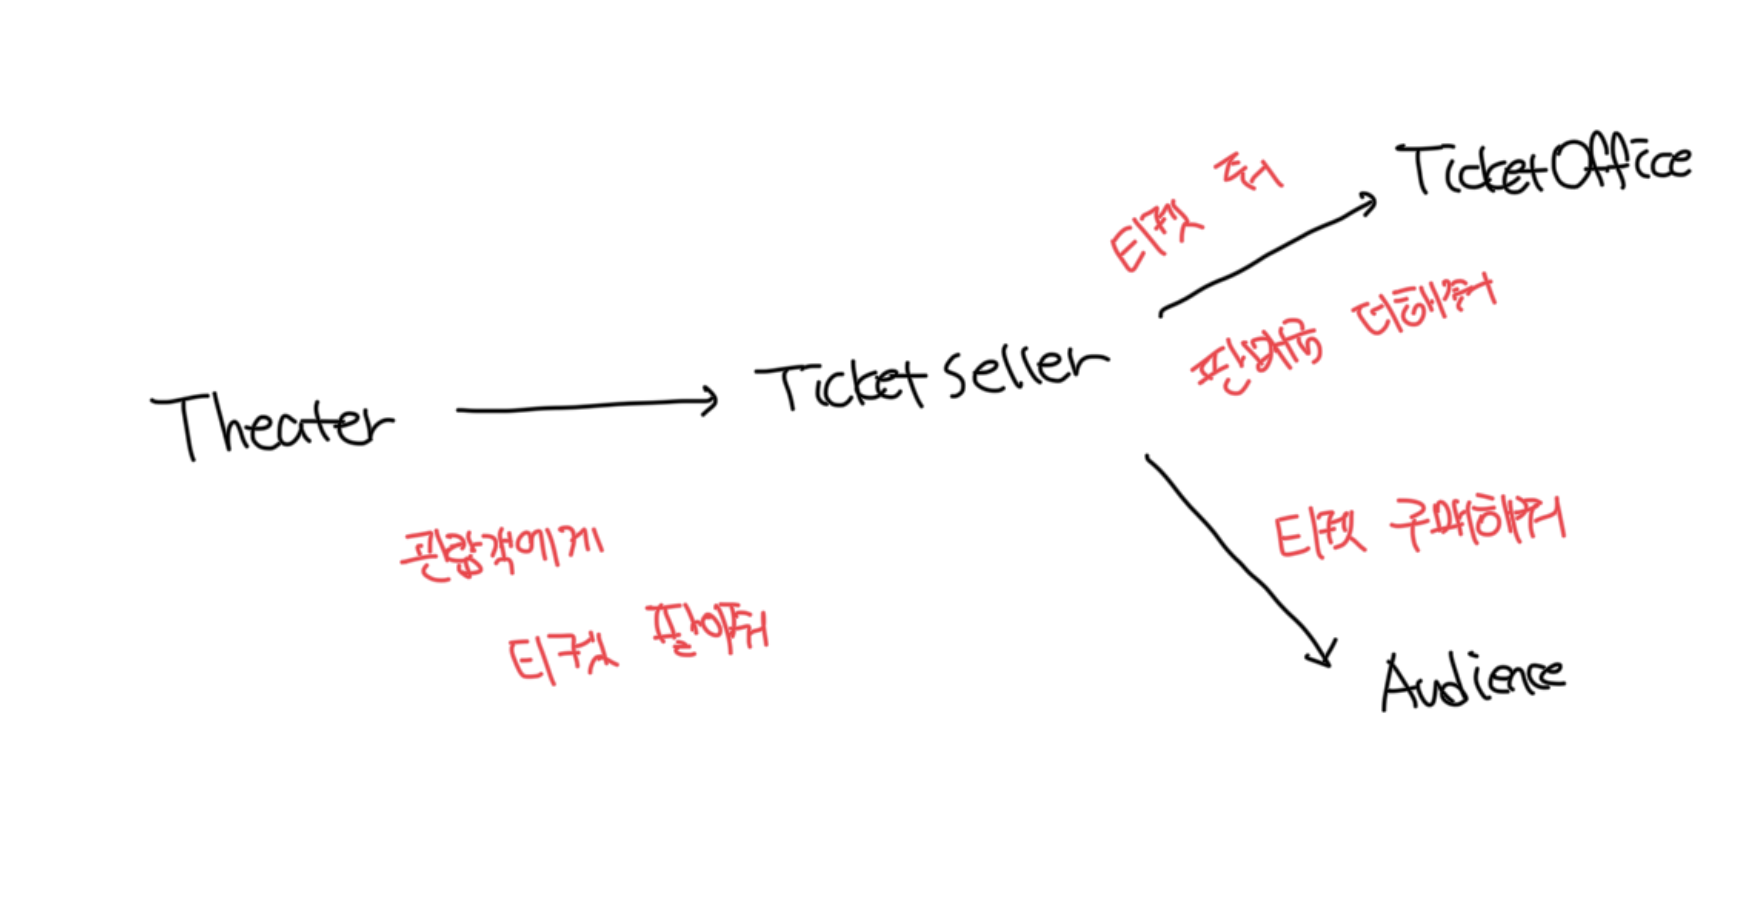 Theater
관람객에게
티켓 팔아줘
Ticket seller
티켓 줘
TicketOffice
판매금 더해줘
티켓 구매해줘
Audience